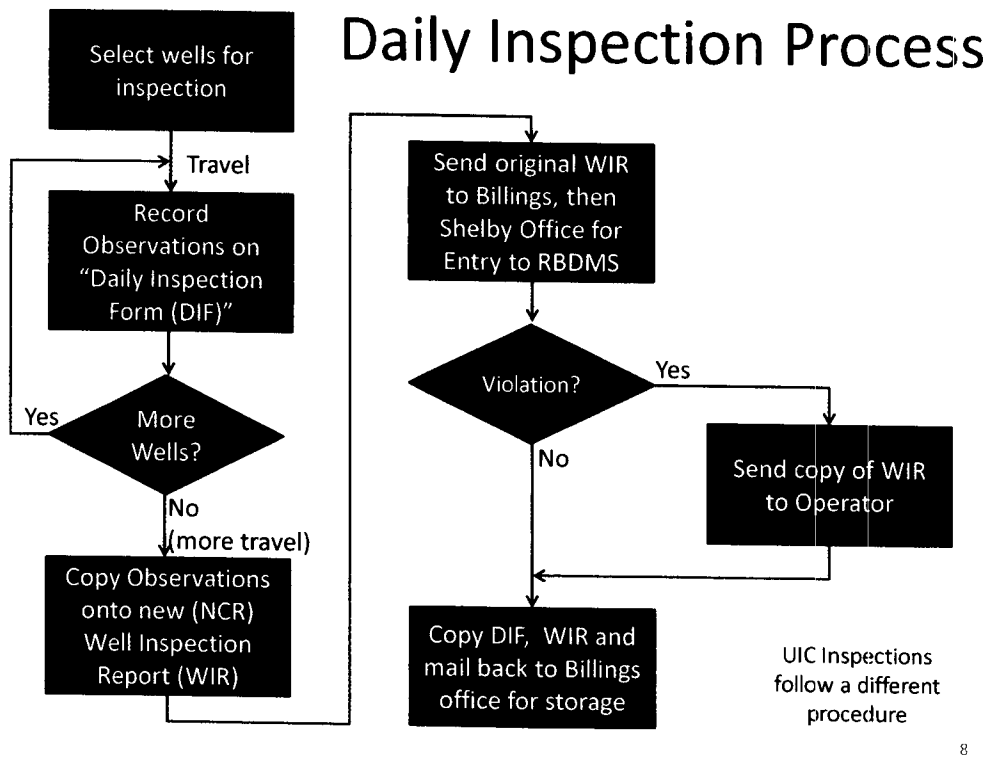 Daily Inspection Process
Select wells for
inspection
Travel
Record
Observations on
“Daily Inspection
Form (DIF)”
More
Wells?
Yes
No
(more travel)
Copy Observations
onto new (NCR)
Well Inspection
Report (WIR)
Send original WIR
to Billings, then
Shelby Office for
Entry to RBDMS
Violation?
Yes
No
Send copy of WIR
to Operator
Copy DIF, WIR and
mail back to Billings
office for storage
UIC Inspections
follow a different
procedure
8